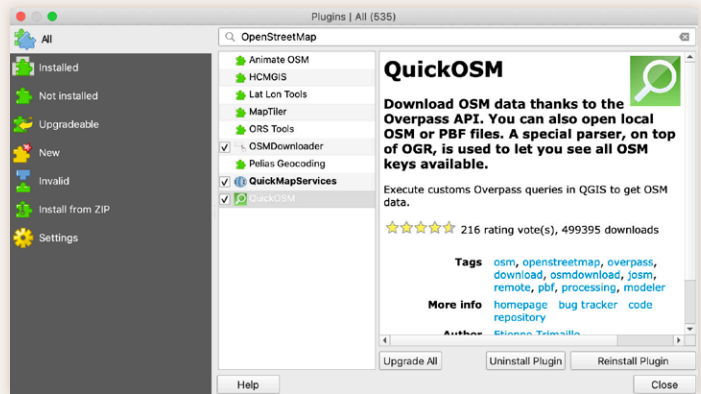 Plugins | All (535)
All
Installed
Not installed
Upgradeable
New
Invalid
Install from ZIP
Settings
OpenStreetMap
Animate OSM
HCMGIS
Lat Lon Tools
MapTiler
ORS Tools
OSMDownloader
Pelias Geocoding
QuickMapServices
QuickOSM
QuickOSM
Download OSM data thanks to the
Overpass API. You can also open local
OSM or PBF files. A special parser, on top
of OGR, is used to let you see all OSM
keys available.
Execute customs Overpass queries in QGIS to get OSM
data.
216 rating vote(s), 499395 downloads
Tags osm, openstreetmap, overpass,
download, osmdownload, josm,
remote, pbf, processing, modeler
More info homepage bug tracker code
repository
Author Etienne Trimaille
Upgrade All Uninstall Plugin Reinstall Plugin
Help Close